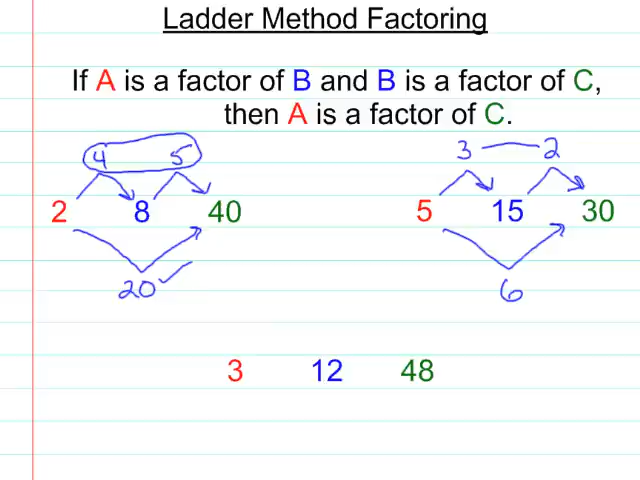 Ladder Method Factoring
If A is a factor of B and B is a factor of C,
then A is a factor of C.
4 5 3 2
2 8 40 5 15 30
20 6
3 12 48